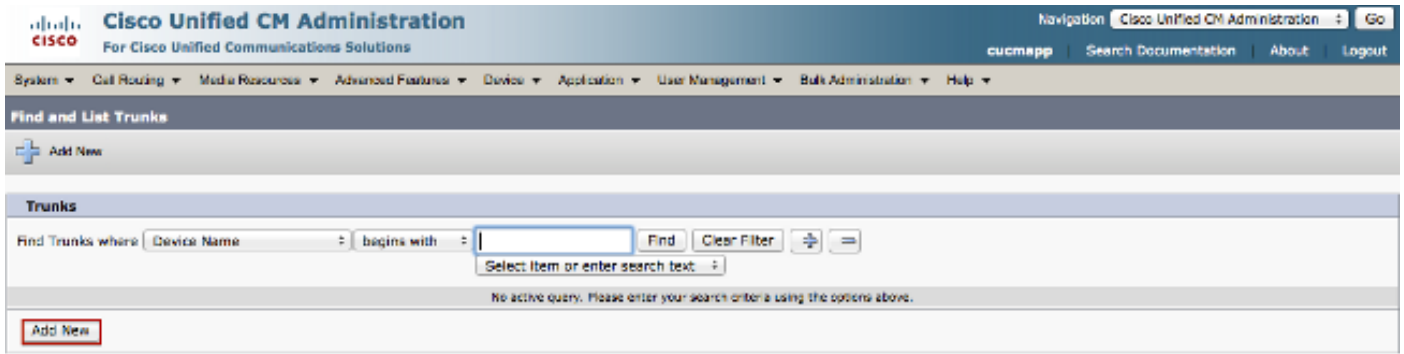 cisco
Cisco Unified CM Administration
For Cisco Unified Communications Solutions
Navigation Cisco Unified CM Administration Go
cucmapp Search Documentation About Logout
System Call Routing Media Resources Advanced Features Device Application User Management Bulk Administration Help
Find and List Trunks
Add New
Trunks
Find Trunks where Device Name begins with Find Clear Filter
Select item or enter search text
No active query. Please enter your search criteria using the options above.
Add New